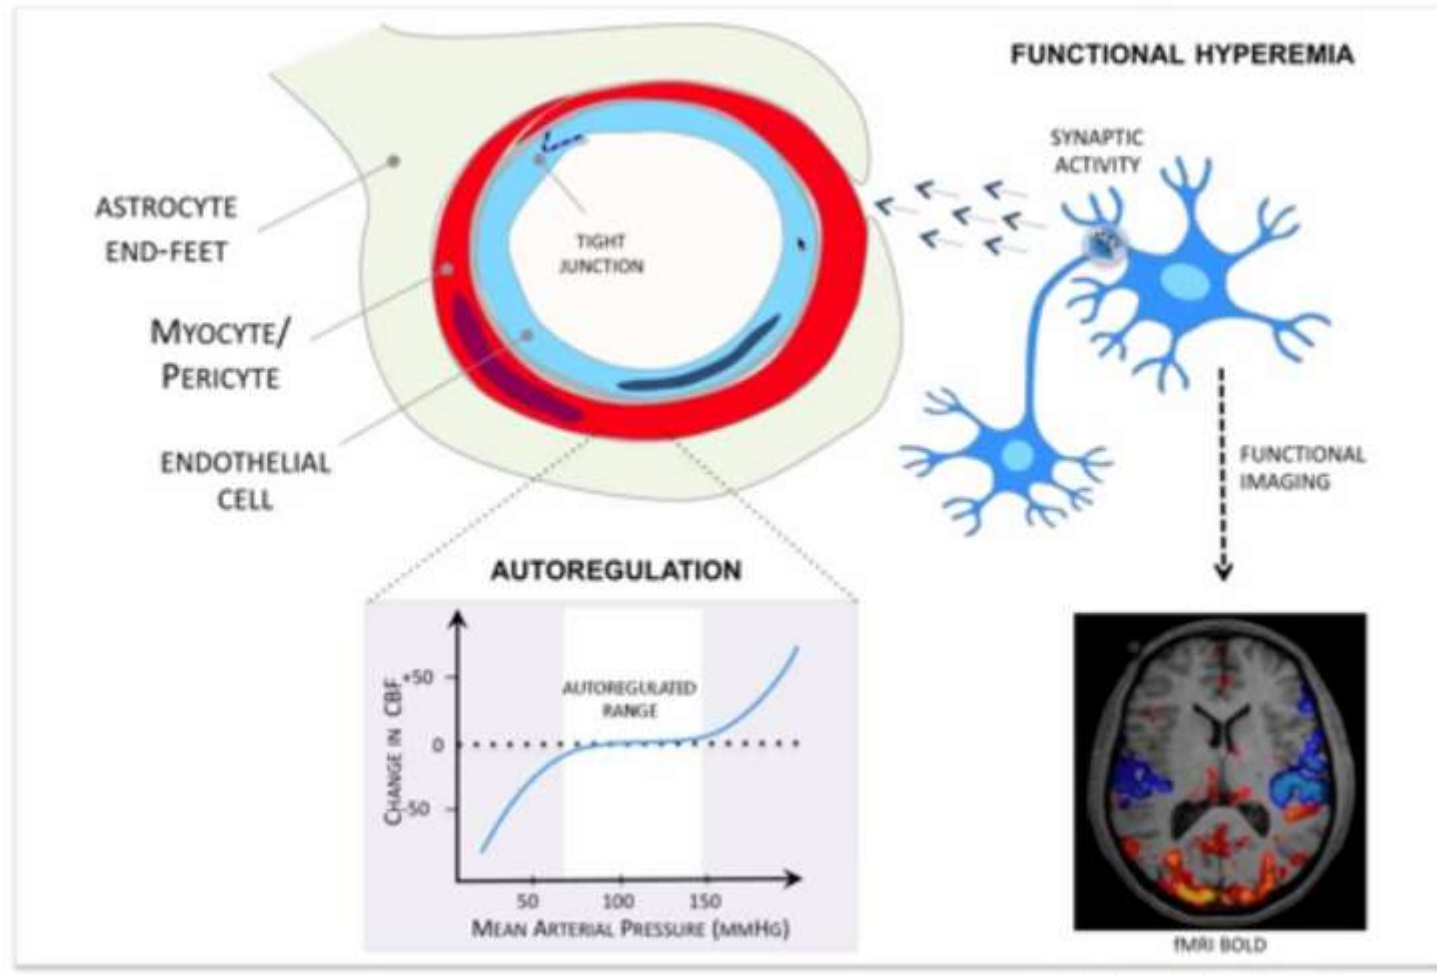 FUNCTIONAL HYPEREMIA
SYNAPTIC
ACTIVITY
ASTROCYTE
END-FEET
TIGHT
JUNCTION
MYOCYTE/
PERICYTE
ENDOTHELIAL
CELL
FUNCTIONAL
IMAGING
AUTOREGULATION
CHANGE IN CBF
+50
0
-50
AUTOREGULATED
RANGE
50 100 150
MEAN ARTERIAL PRESSURE (MMHG)
fMRI BOLD